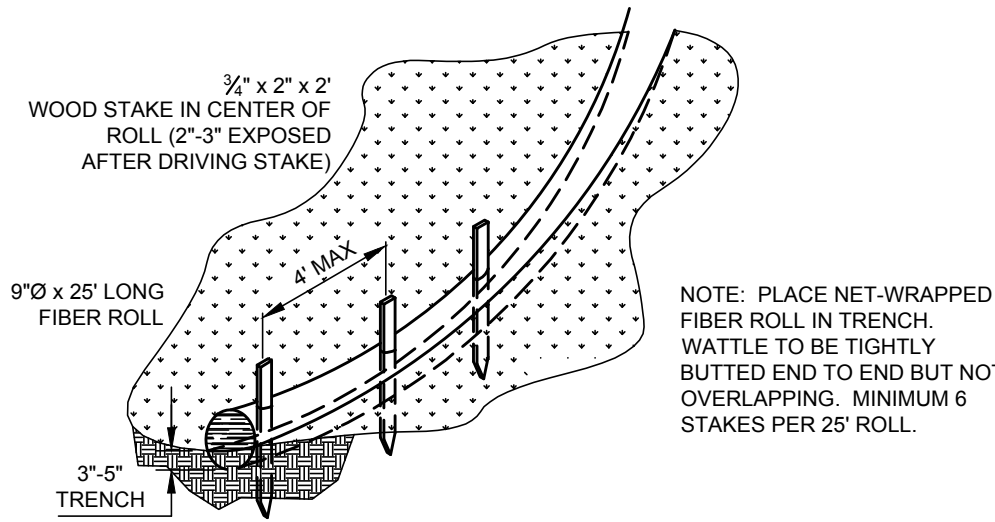 ¾" x 2" x 2'
WOOD STAKE IN CENTER OF
ROLL (2"-3" EXPOSED
AFTER DRIVING STAKE)
4' MAX
9"Ø x 25' LONG
FIBER ROLL
NOTE: PLACE NET-WRAPPED
FIBER ROLL IN TRENCH.
WATTLE TO BE TIGHTLY
BUTTED END TO END BUT NOT
OVERLAPPING. MINIMUM 6
STAKES PER 25' ROLL.
3"-5"
TRENCH